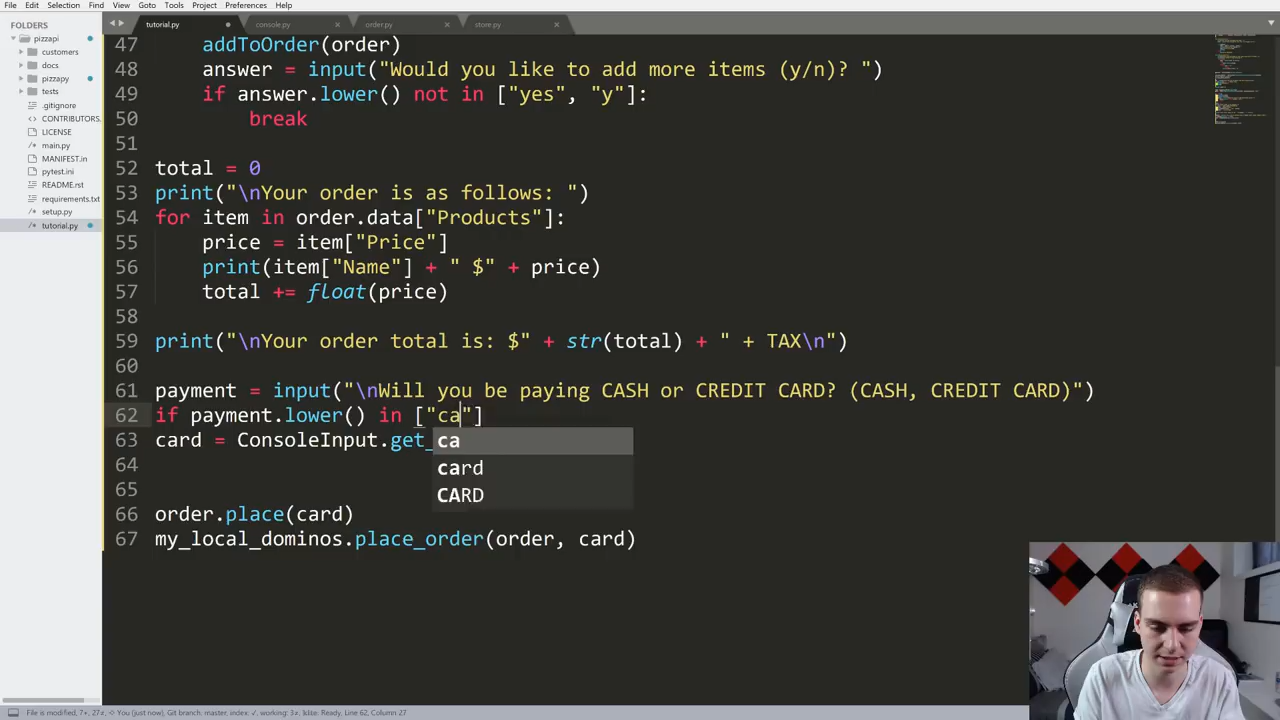 File Edit Selection Find View Goto Tools Project Preferences Help
FOLDERS
pizzapi
customers
docs
pizzapy
tests
.gitignore
CONTRIBUTORS.
LICENSE
main.py
MANIFEST.in
pytest.ini
README.rst
requirements.txt
setup.py
tutorial.py
tutorial.py console.py order.py store.py
47 addToOrder(order)
48 answer = input("Would you like to add more items (y/n)? ")
49 if answer.lower() not in ["yes", "y"]:
50 break
51
52 total = 0
53 print("\nYour order is as follows: ")
54 for item in order.data["Products"]:
55 price = item["Price"]
56 print(item["Name"] + " $" + price)
57 total += float(price)
58
59 print("\nYour order total is: $" + str(total) + " + TAX\n")
60
61 payment = input("\nWill you be paying CASH or CREDIT CARD? (CASH, CREDIT CARD)")
62 if payment.lower() in ["ca"]
63 card = ConsoleInput.get_
ca
card
CARD
64
65
66 order.place(card)
67 my_local_dominos.place_order(order, card)